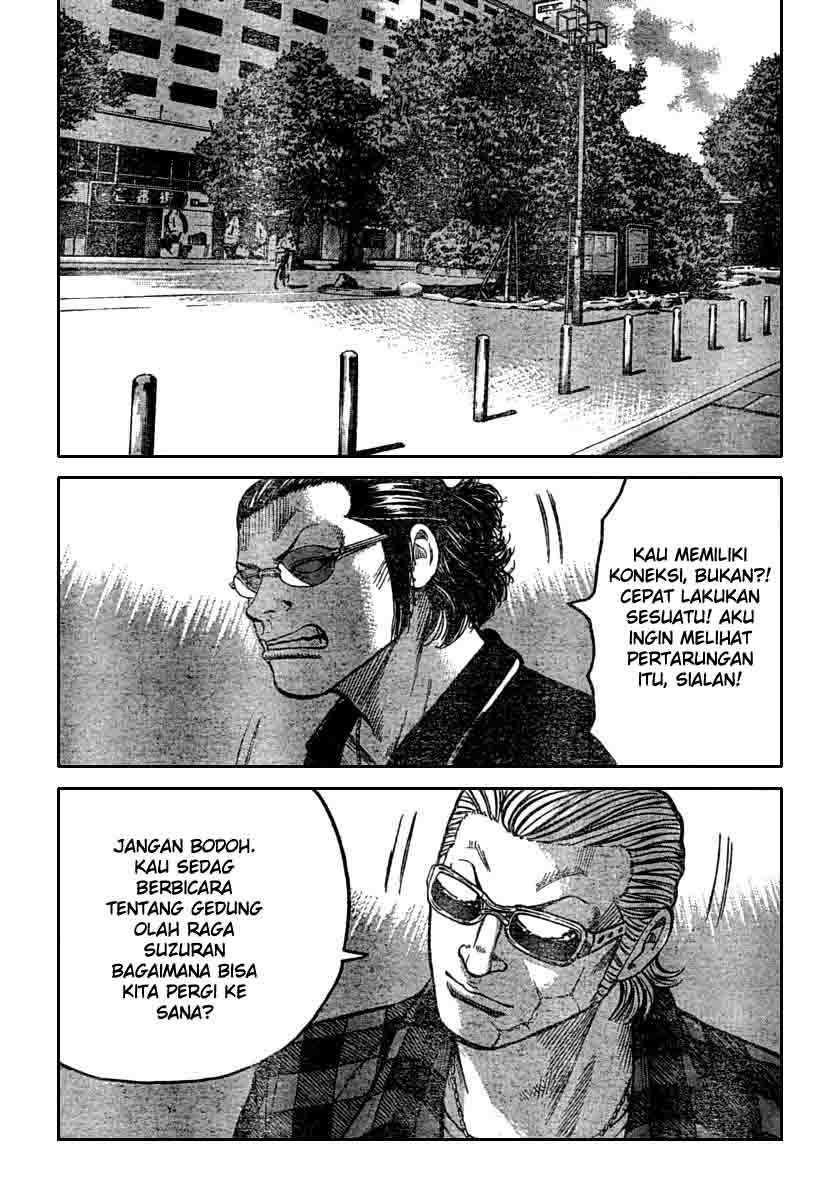 KAU MEMILIKI
KONEKSI, BUKAN?!
CEPAT LAKUKAN
SESUATU! AKU
INGIN MELIHAT
PERTARUNGAN
ITU, SIALAN!
JANGAN BODOH.
KAU SEDAG
BERBICARA
TENTANG GEDUNG
OLAH RAGA
SUZURAN
BAGAIMANA BISA
KITA PERGI KE
SANA?